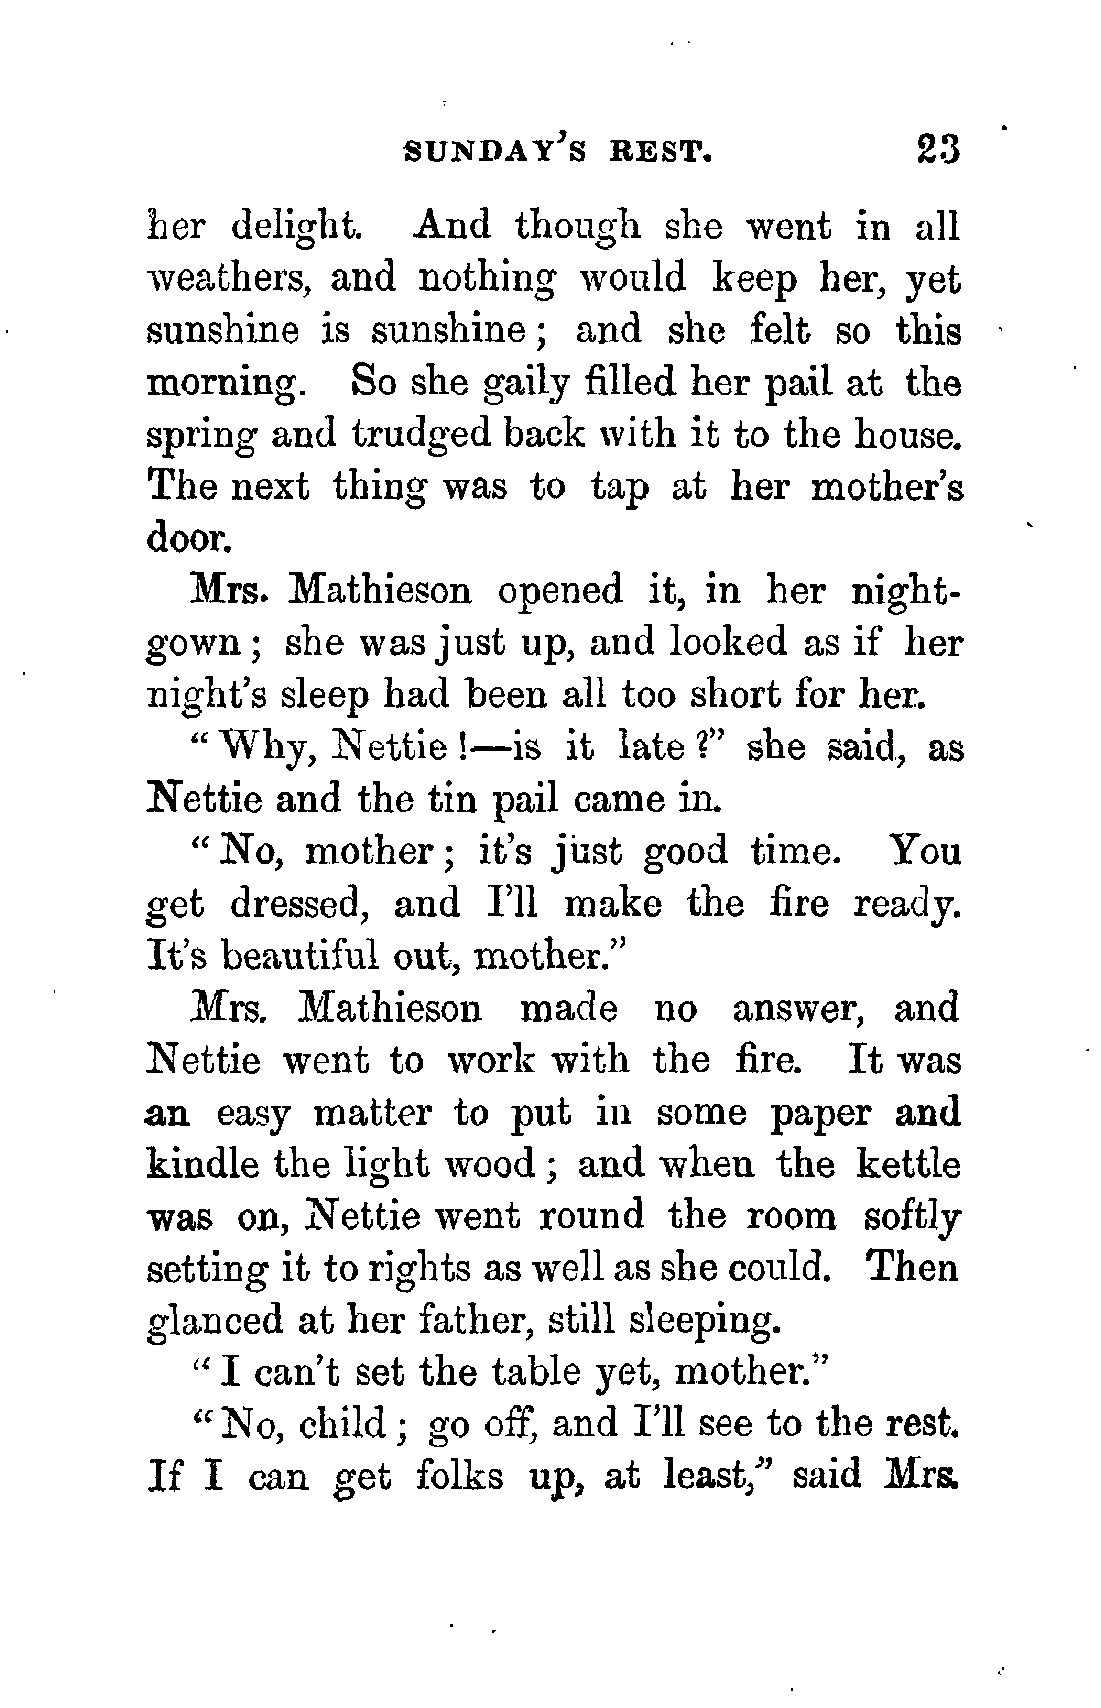 SUNDAY'S REST. 23
her delight. And though she went in all
weathers, and nothing would keep her, yet
sunshine is sunshine; and she felt so this
morning. So she gaily filled her pail at the
spring and trudged back with it to the house.
The next thing was to tap at her mother's
door.
Mrs. Mathieson opened it, in her night-
gown; she was just up, and looked as if her
night's sleep had been all too short for her.
"Why, Nettie!—is it late?" she said, as
Nettie and the tin pail came in.
"No, mother; it's just good time. You
get dressed, and I'll make the fire ready.
It's beautiful out, mother."
Mrs. Mathieson made no answer, and
Nettie went to work with the fire. It was
an easy matter to put in some paper and
kindle the light wood; and when the kettle
was on, Nettie went round the room softly
setting it to rights as well as she could. Then
glanced at her father, still sleeping.
"I can't set the table yet, mother."
"No, child; go off, and I'll see to the rest.
If I can get folks up, at least," said Mrs.